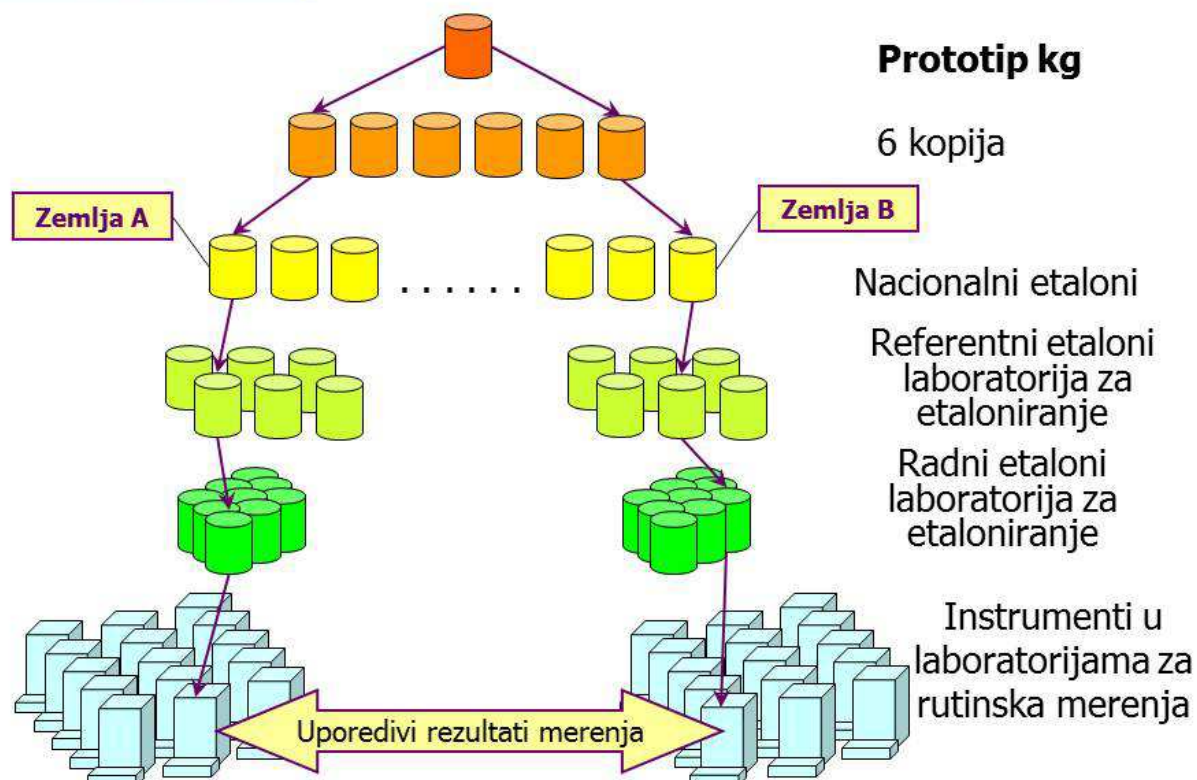 Prototip kg
6 kopija
Zemlja A
Zemlja B
. . . . . .
Nacionalni etaloni
Referentni etaloni
laboratorija za
etaloniranje
Radni etaloni
laboratorija za
etaloniranje
Instrumenti u
laboratorijama za
rutinska merenja
Uporedivi rezultati merenja